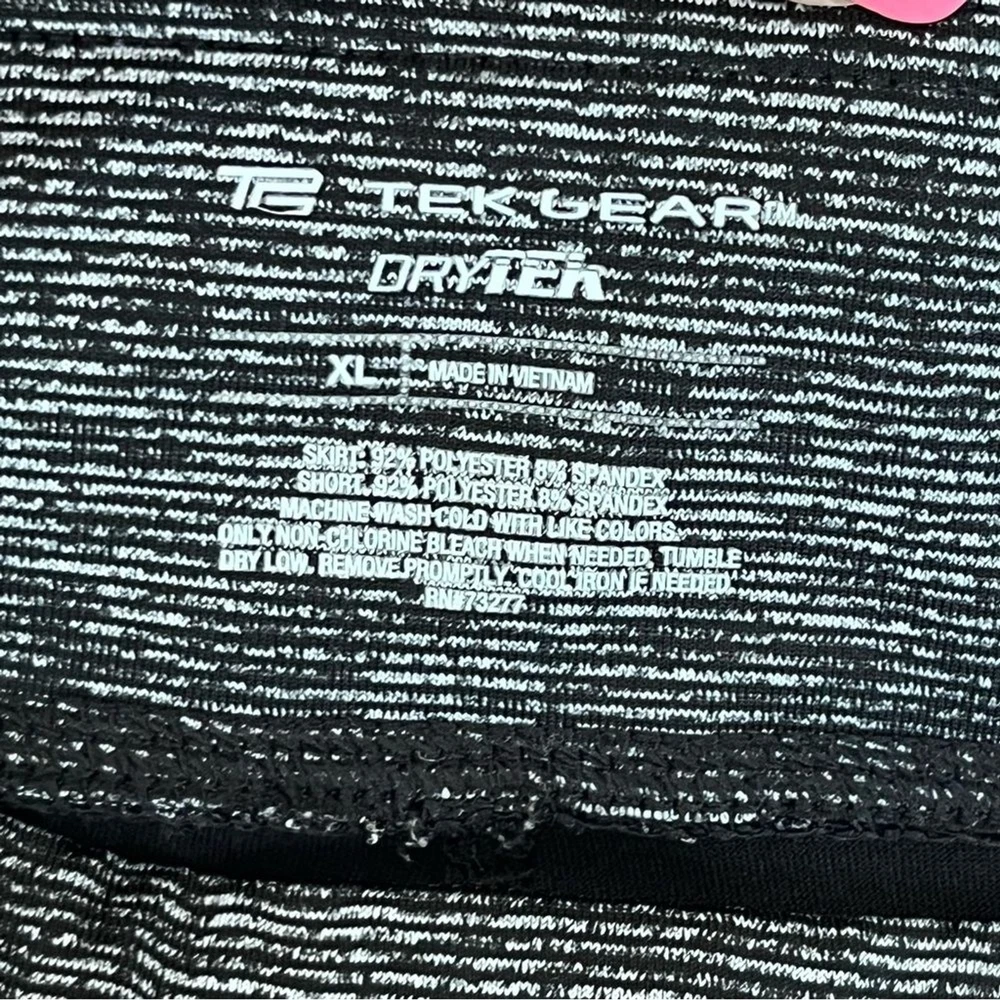 TEK GEAR™
DRYTEK
XL MADE IN VIETNAM
SKIRT: 92% POLYESTER 8% SPANDEX
SHORT: 92% POLYESTER 8% SPANDEX
MACHINE WASH COLD WITH LIKE COLORS.
ONLY NON-CHLORINE BLEACH WHEN NEEDED, TUMBLE
DRY LOW. REMOVE PROMPTLY. COOL IRON IF NEEDED.
RN#73277